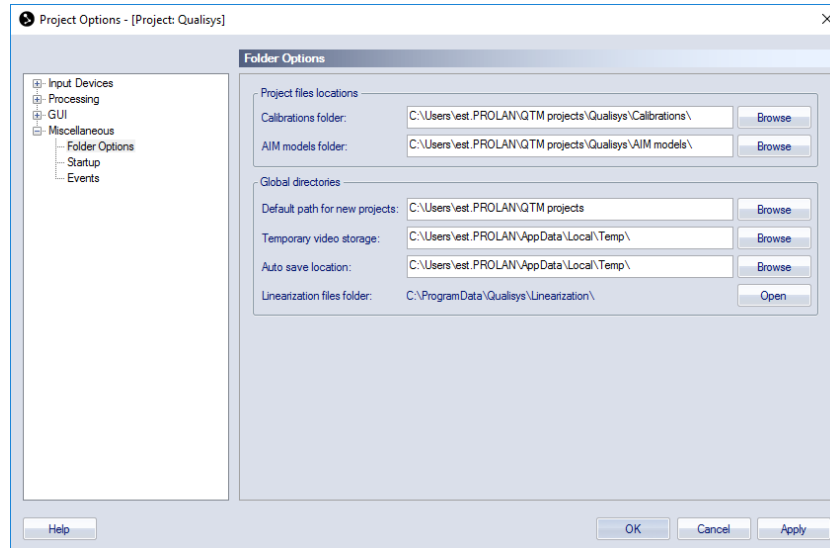 Project Options - [Project: Qualisys]
Folder Options
Input Devices
Processing
GUI
Miscellaneous
Folder Options
Startup
Events
Project files locations
Calibrations folder: C:\Users\est.PROLAN\QTM projects\Qualisys\Calibrations\ Browse
AIM models folder: C:\Users\est.PROLAN\QTM projects\Qualisys\AIM models\ Browse
Global directories
Default path for new projects: C:\Users\est.PROLAN\QTM projects Browse
Temporary video storage: C:\Users\est.PROLAN\AppData\Local\Temp\ Browse
Auto save location: C:\Users\est.PROLAN\AppData\Local\Temp\ Browse
Linearization files folder: C:\ProgramData\Qualisys\Linearization\ Open
Help OK Cancel Apply